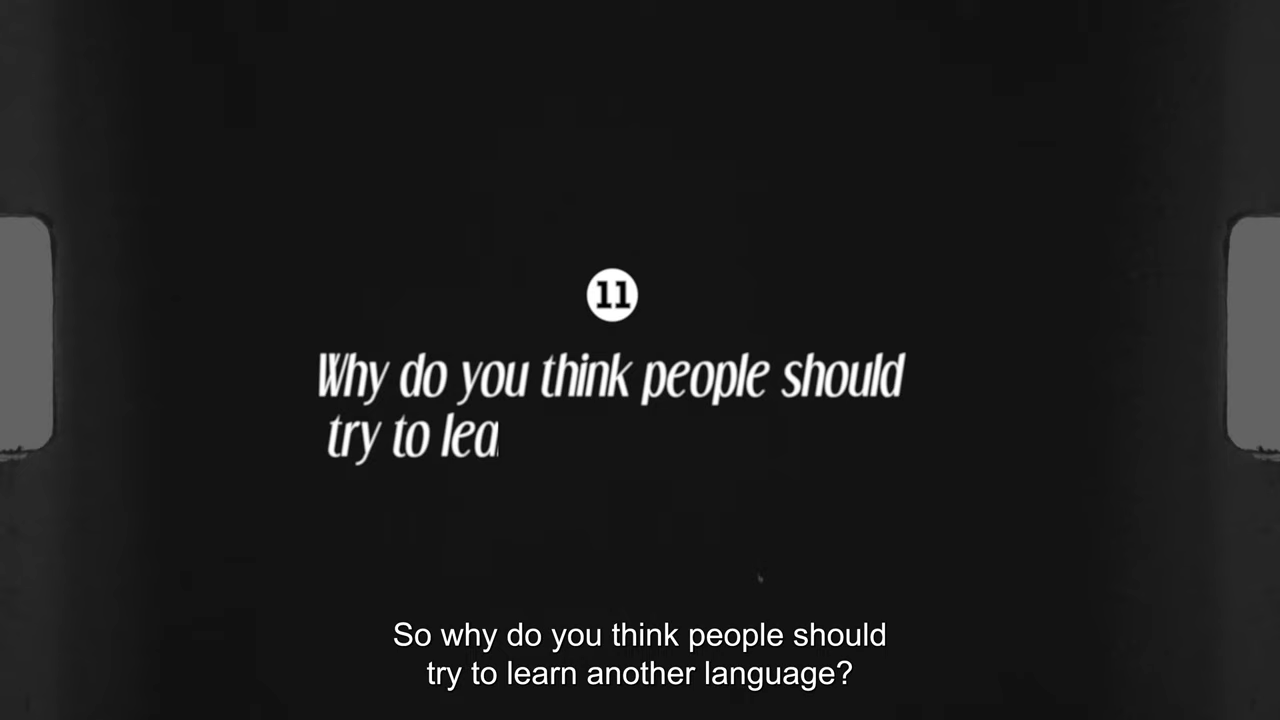 11
Why do you think people should
try to lea
So why do you think people should
try to learn another language?